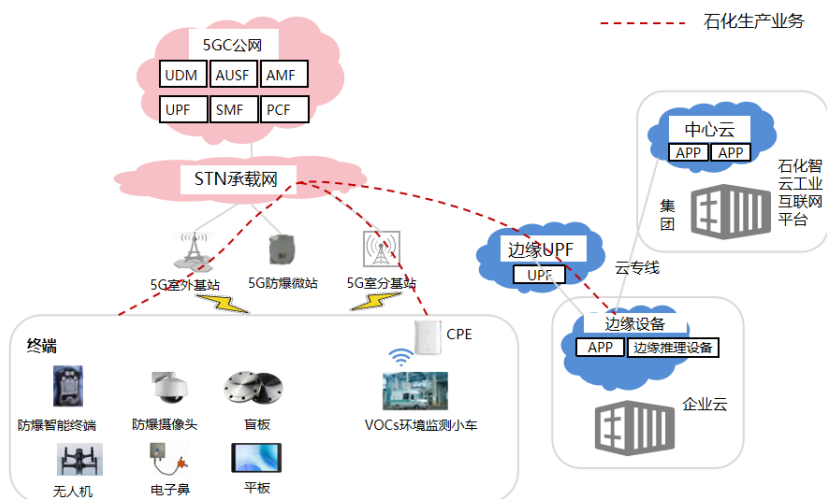 石化生产业务
5GC公网
UDM AUSF AMF
UPF SMF PCF
STN承载网
5G室外基站
5G防爆微站
5G室分基站
终端
CPE
防爆智能终端
防爆摄像头
盲板
VOCs环境监测小车
无人机
电子鼻
平板
边缘UPF
UPF
云专线
中心云
APP APP
集团
石化智
云工业
互联网
平台
边缘设备
APP 边缘推理设备
企业云